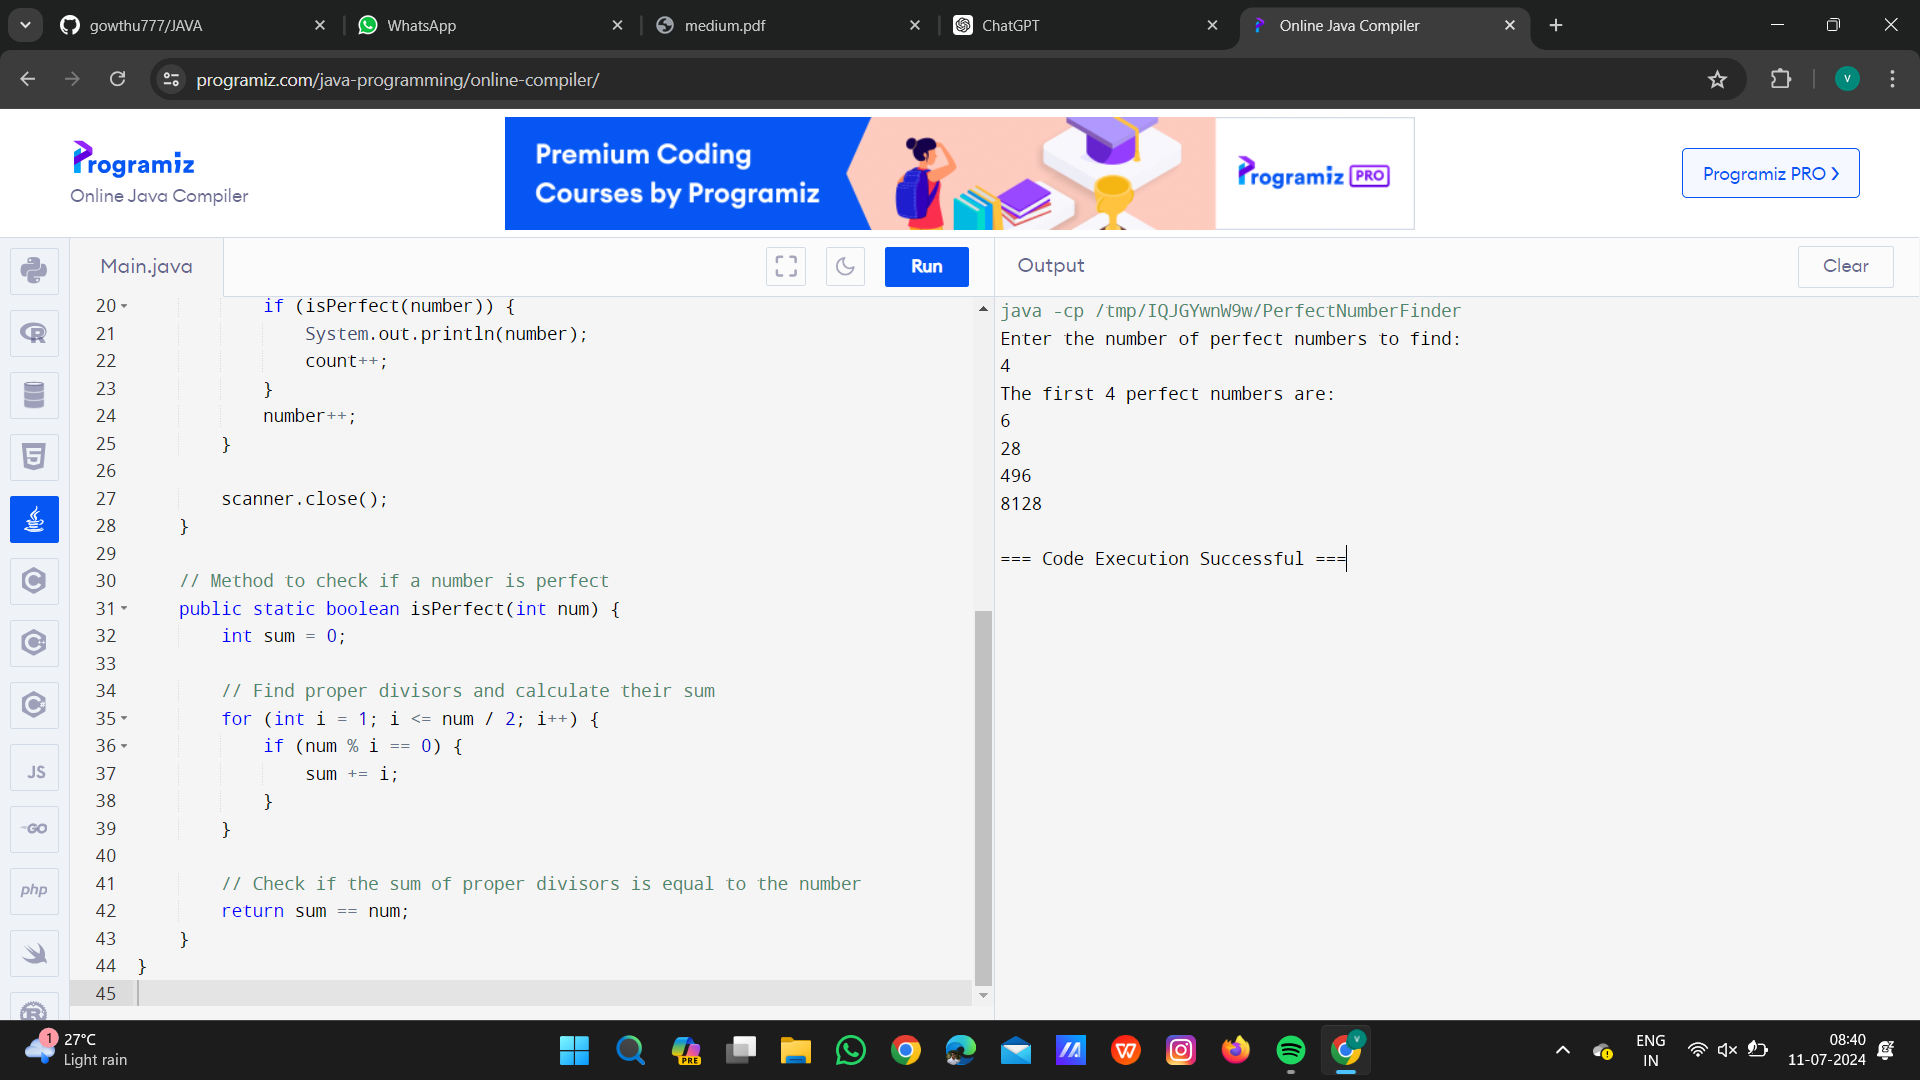 gowthu777/JAVA
WhatsApp
medium.pdf
ChatGPT
Online Java Compiler
programiz.com/java-programming/online-compiler/
V
Programiz
Online Java Compiler
Premium Coding
Courses by Programiz
Programiz PRO
Programiz PRO
Main.java
Run
Output
Clear
20 if (isPerfect(number)) {
21 System.out.println(number);
22 count++;
23 }
24 number++;
25 }
26
27 scanner.close();
28 }
29
30 // Method to check if a number is perfect
31 public static boolean isPerfect(int num) {
32 int sum = 0;
33
34 // Find proper divisors and calculate their sum
35 for (int i = 1; i <= num / 2; i++) {
36 if (num % i == 0) {
37 sum += i;
38 }
39 }
40
41 // Check if the sum of proper divisors is equal to the number
42 return sum == num;
43 }
44 }
45
java -cp /tmp/IQJGYwnW9w/PerfectNumberFinder
Enter the number of perfect numbers to find:
4
The first 4 perfect numbers are:
6
28
496
8128
=== Code Execution Successful ===
JS
GO
php
1
27°C
Light rain
PRE
V
ENG
IN
08:40
11-07-2024